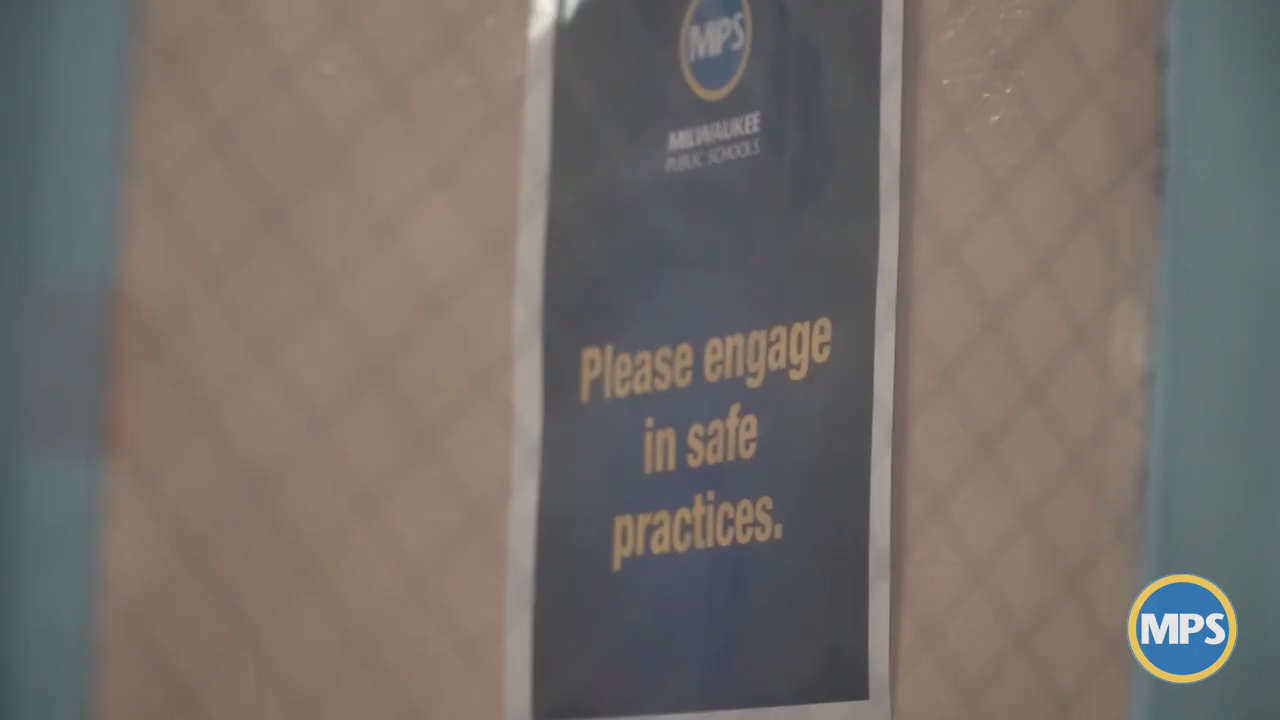 MPS
MILWAUKEE
PUBLIC SCHOOLS
Please engage
in safe
practices.
MPS